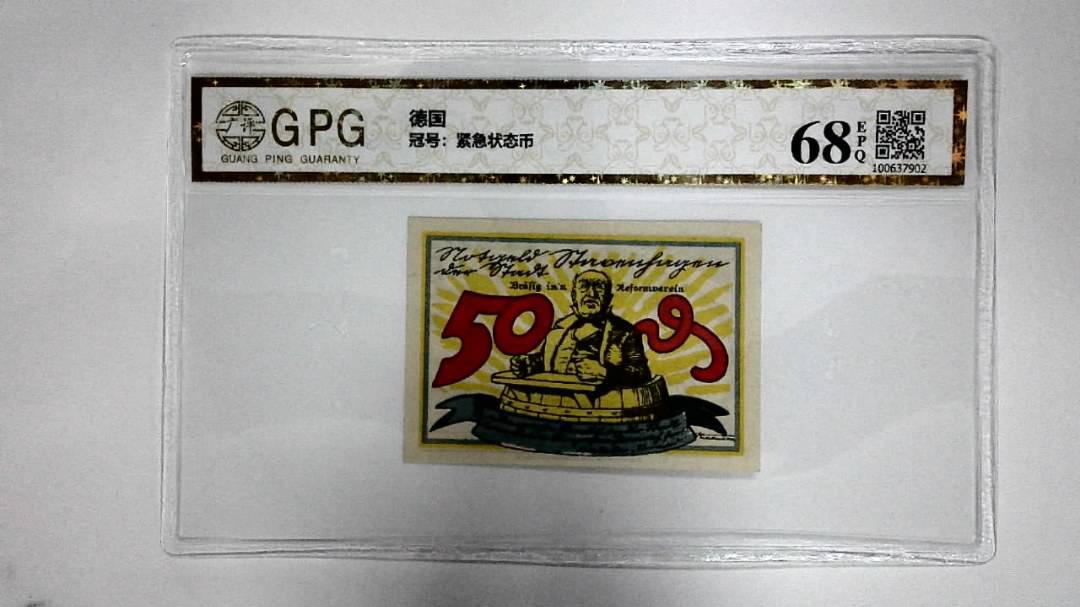 GPG
GUANG PING GUARANTY
德国
冠号：紧急状态币
68 EPQ
100637902
Notgeld Stavenhagen
der Stadt
Bräsig in'n Reformverein
50